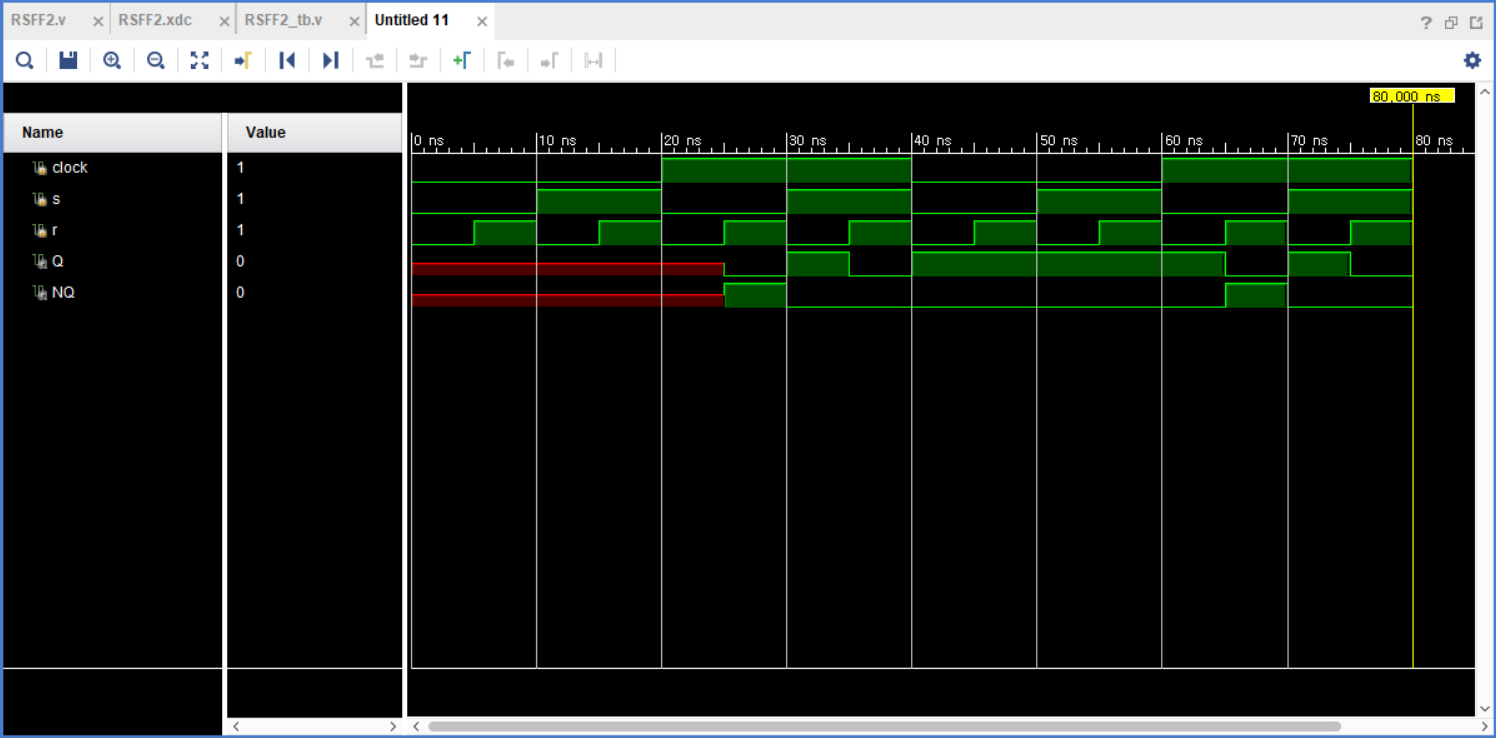 RSFF2.v × RSFF2.xdc × RSFF2_tb.v × Untitled 11 ×
?
80,000 ns
Name Value
0 ns 10 ns 20 ns 30 ns 40 ns 50 ns 60 ns 70 ns 80 ns
clock 1
s 1
r 1
Q 0
NQ 0